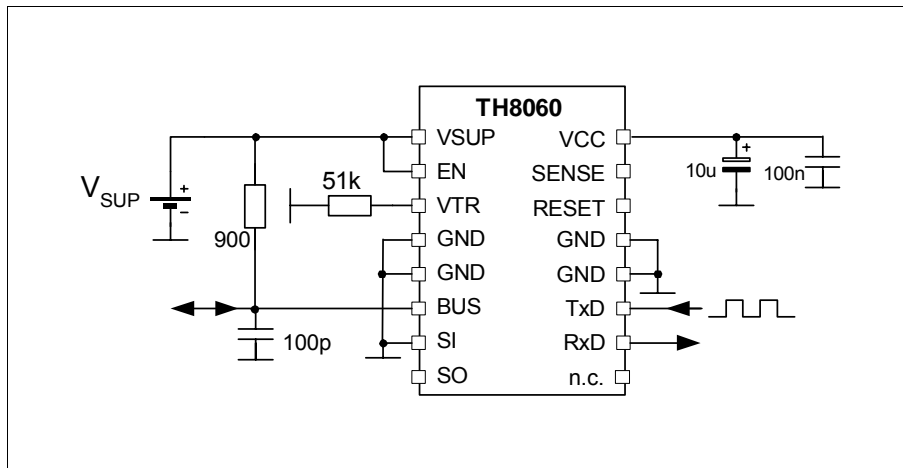 TH8060
VSUP
VCC
EN
SENSE
VTR
RESET
GND
GND
GND
GND
BUS
TxD
SI
RxD
SO
n.c.
VSUP
+
-
900
51k
100p
+
10u
100n